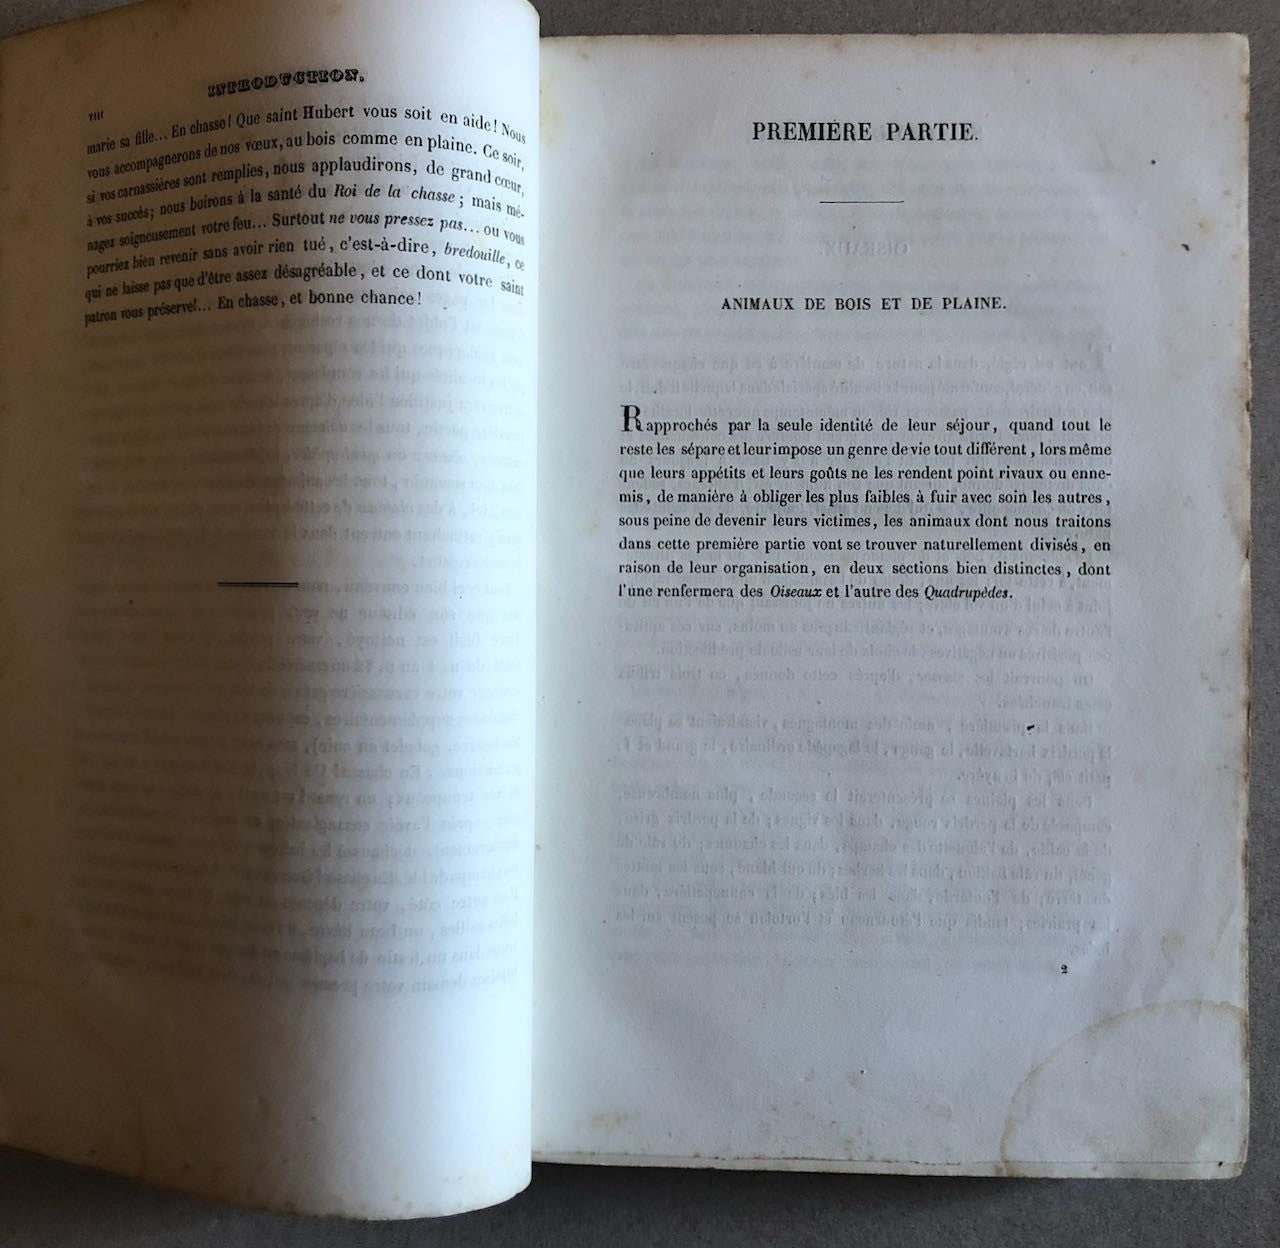 INTRODUCTION.
VIII
marie sa fille... En chasse! Que saint Hubert vous soit en aide! Nous
vous accompagnerons de nos vœux, au bois comme en plaine. Ce soir,
si vos carnassières sont remplies, nous applaudirons, de grand cœur,
à vos succès; nous boirons à la santé du Roi de la chasse; mais mé-
nagez soigneusement votre feu... Surtout ne vous pressez pas... ou vous
pourriez bien revenir sans avoir rien tué, c'est-à-dire, bredouille, ce
qui ne laisse pas que d'être assez désagréable, et ce dont votre saint
patron vous préserve!... En chasse, et bonne chance!
PREMIÈRE PARTIE.
ANIMAUX DE BOIS ET DE PLAINE.
Rapprochés par la seule identité de leur séjour, quand tout le
reste les sépare et leur impose un genre de vie tout différent, lors même
que leurs appétits et leurs goûts ne les rendent point rivaux ou enne-
mis, de manière à obliger les plus faibles à fuir avec soin les autres,
sous peine de devenir leurs victimes, les animaux dont nous traitons
dans cette première partie vont se trouver naturellement divisés, en
raison de leur organisation, en deux sections bien distinctes, dont
l'une renfermera des Oiseaux et l'autre des Quadrupèdes.
2